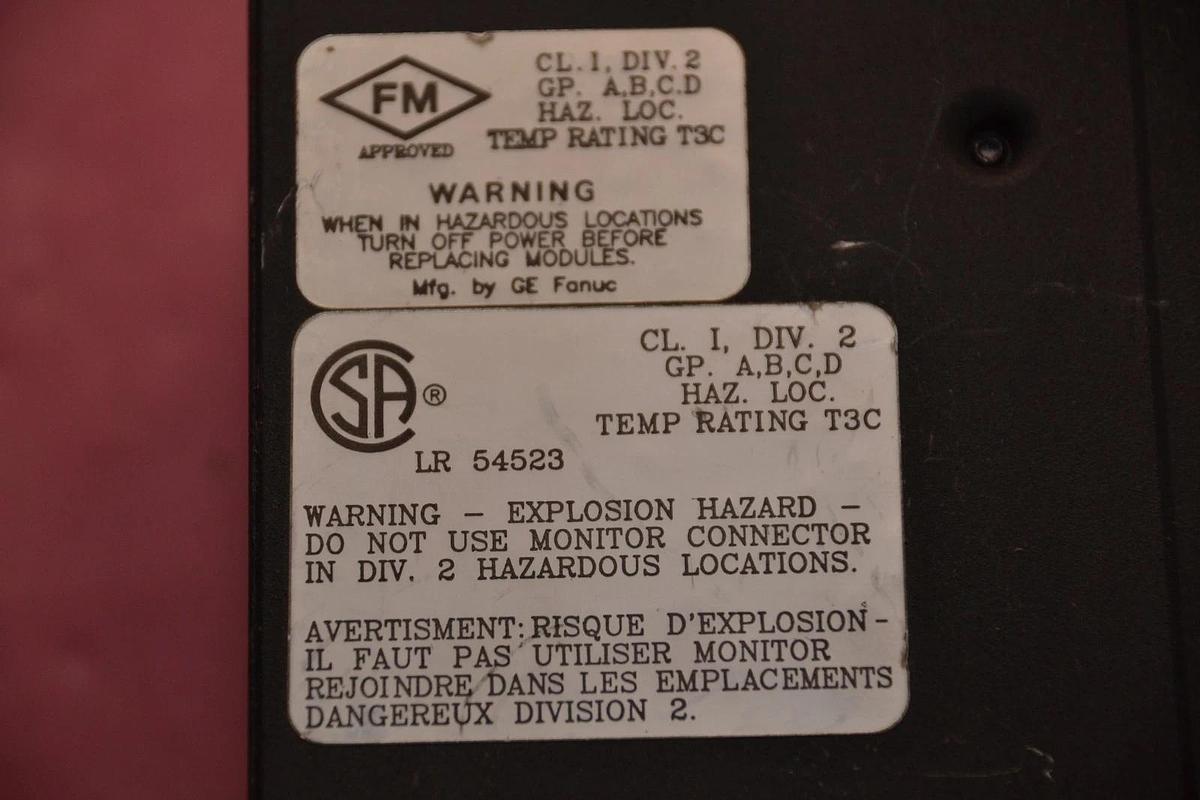 FM
APPROVED
CL. I, DIV. 2
GP. A,B,C.D
HAZ. LOC.
TEMP RATING T3C
WARNING
WHEN IN HAZARDOUS LOCATIONS
TURN OFF POWER BEFORE
REPLACING MODULES.
Mfg. by GE Fanuc
SA ®
LR 54523
CL. I, DIV. 2
GP. A,B,C,D
HAZ. LOC.
TEMP RATING T3C
WARNING – EXPLOSION HAZARD –
DO NOT USE MONITOR CONNECTOR
IN DIV. 2 HAZARDOUS LOCATIONS.
AVERTISMENT: RISQUE D'EXPLOSION -
IL FAUT PAS UTILISER MONITOR
REJOINDRE DANS LES EMPLACEMENTS
DANGEREUX DIVISION 2.